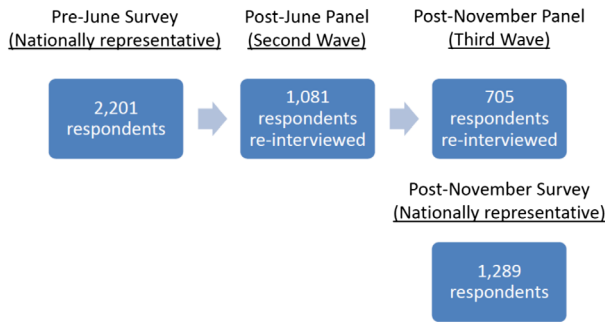 Pre-June Survey
(Nationally representative)
Post-June Panel
(Second Wave)
Post-November Panel
(Third Wave)
2,201
respondents
1,081
respondents
re-interviewed
705
respondents
re-interviewed
Post-November Survey
(Nationally representative)
1,289
respondents